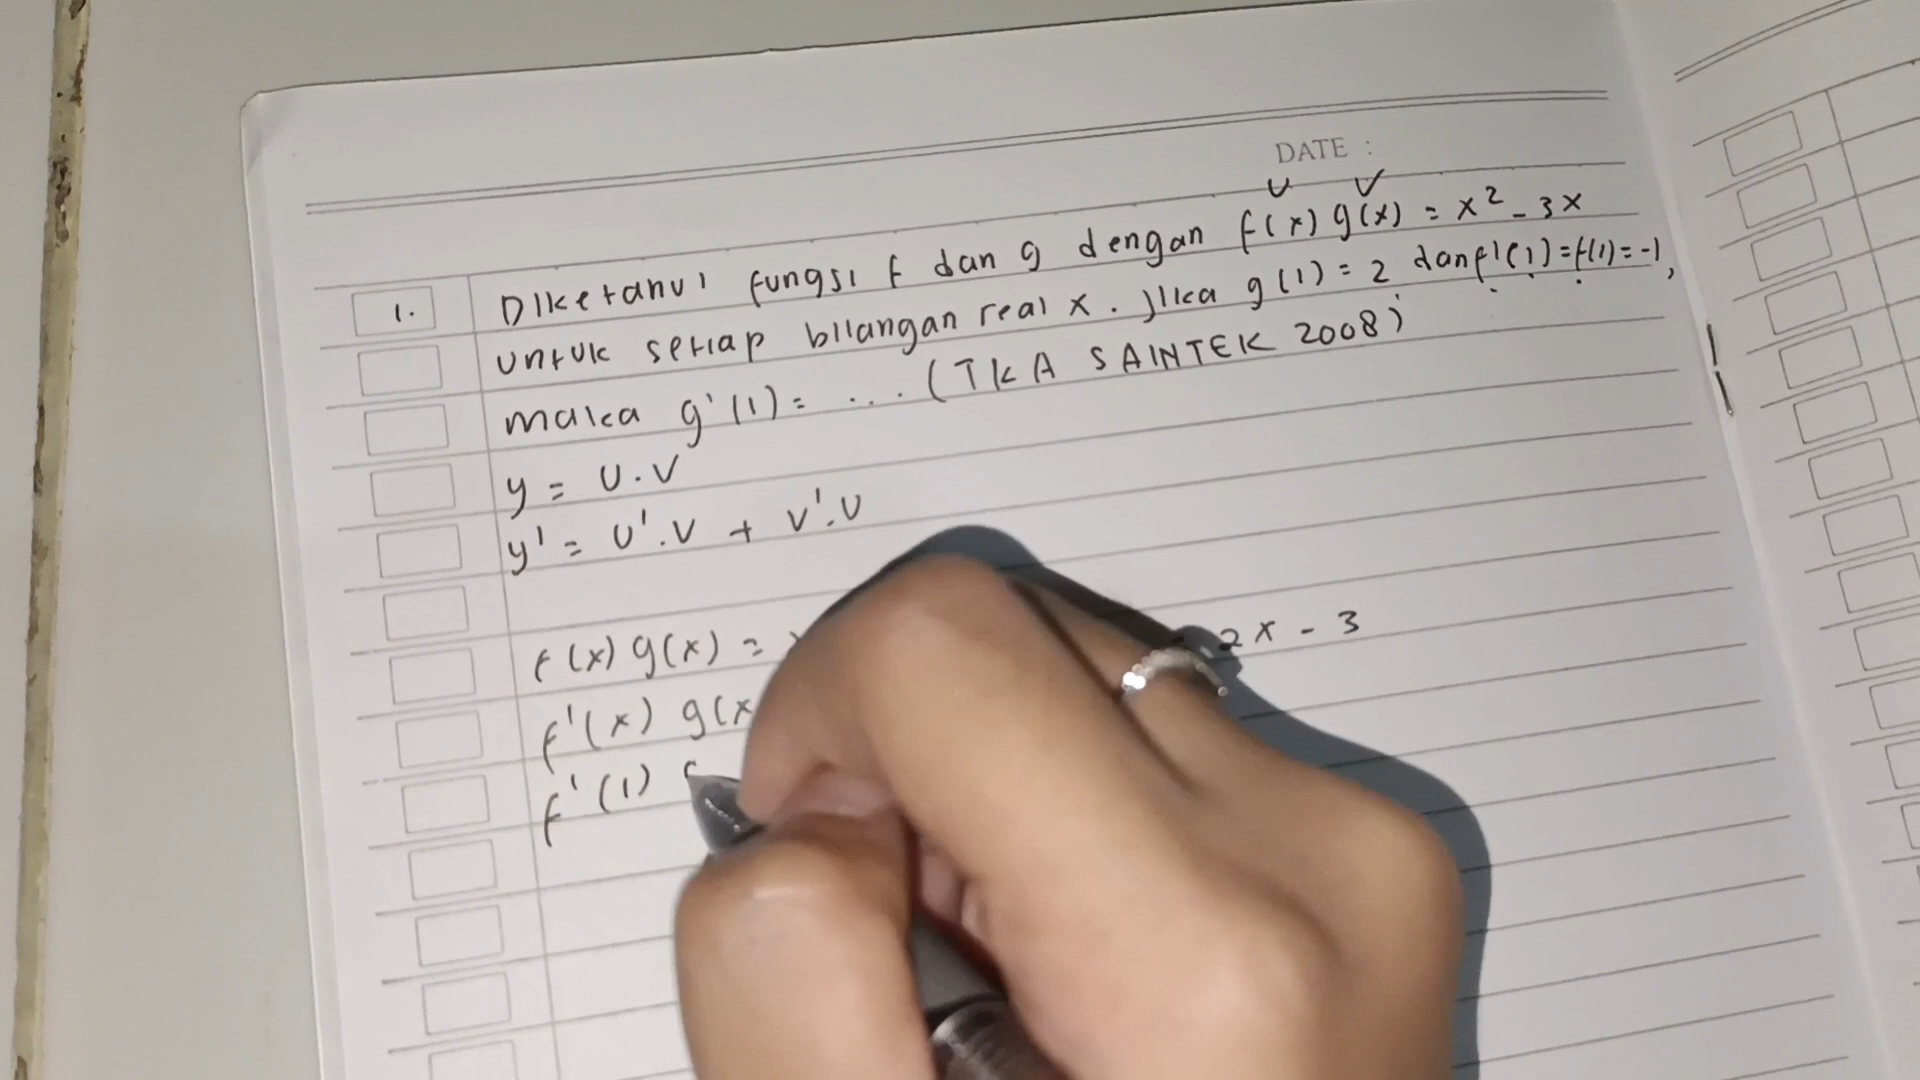 DATE :
U V
1. Diketahui fungsi f dan g dengan f(x) g(x) = x² - 3x
untuk setiap bilangan real x. Jika g(1) = 2 dan f'(1) = f(1) = -1,
maka g'(1) = ... (TKA SAINTEK 2008)
y = U.V
y' = U'.V + V'.U
f(x) g(x) =
f'(x) g(x 2x - 3
f'(1)